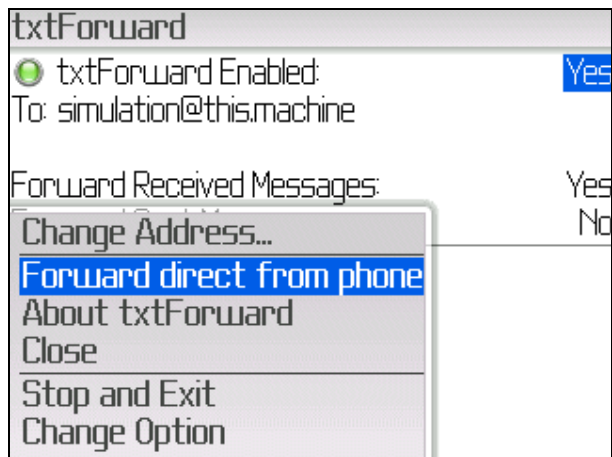 txtForward
txtForward Enabled: Yes
To: simulation@this.machine
Forward Received Messages: Yes
No
Change Address...
Forward direct from phone
About txtForward
Close
Stop and Exit
Change Option